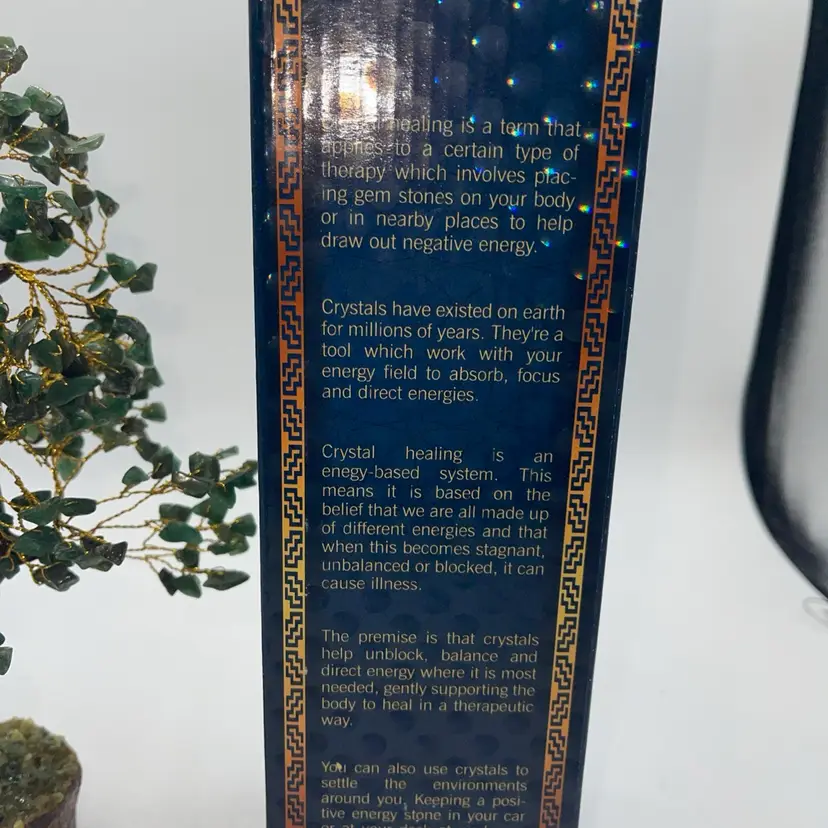 Crystal healing is a term that
applies to a certain type of
therapy which involves plac-
ing gem stones on your body
or in nearby places to help
draw out negative energy.
Crystals have existed on earth
for millions of years. They're a
tool which work with your
energy field to absorb, focus
and direct energies.
Crystal healing is an
enegy-based system. This
means it is based on the
belief that we are all made up
of different energies and that
when this becomes stagnant,
unbalanced or blocked, it can
cause illness.
The premise is that crystals
help unblock, balance and
direct energy where it is most
needed, gently supporting the
body to heal in a therapeutic
way.
You can also use crystals to
settle the environments
around you. Keeping a posi-
tive energy stone in your car